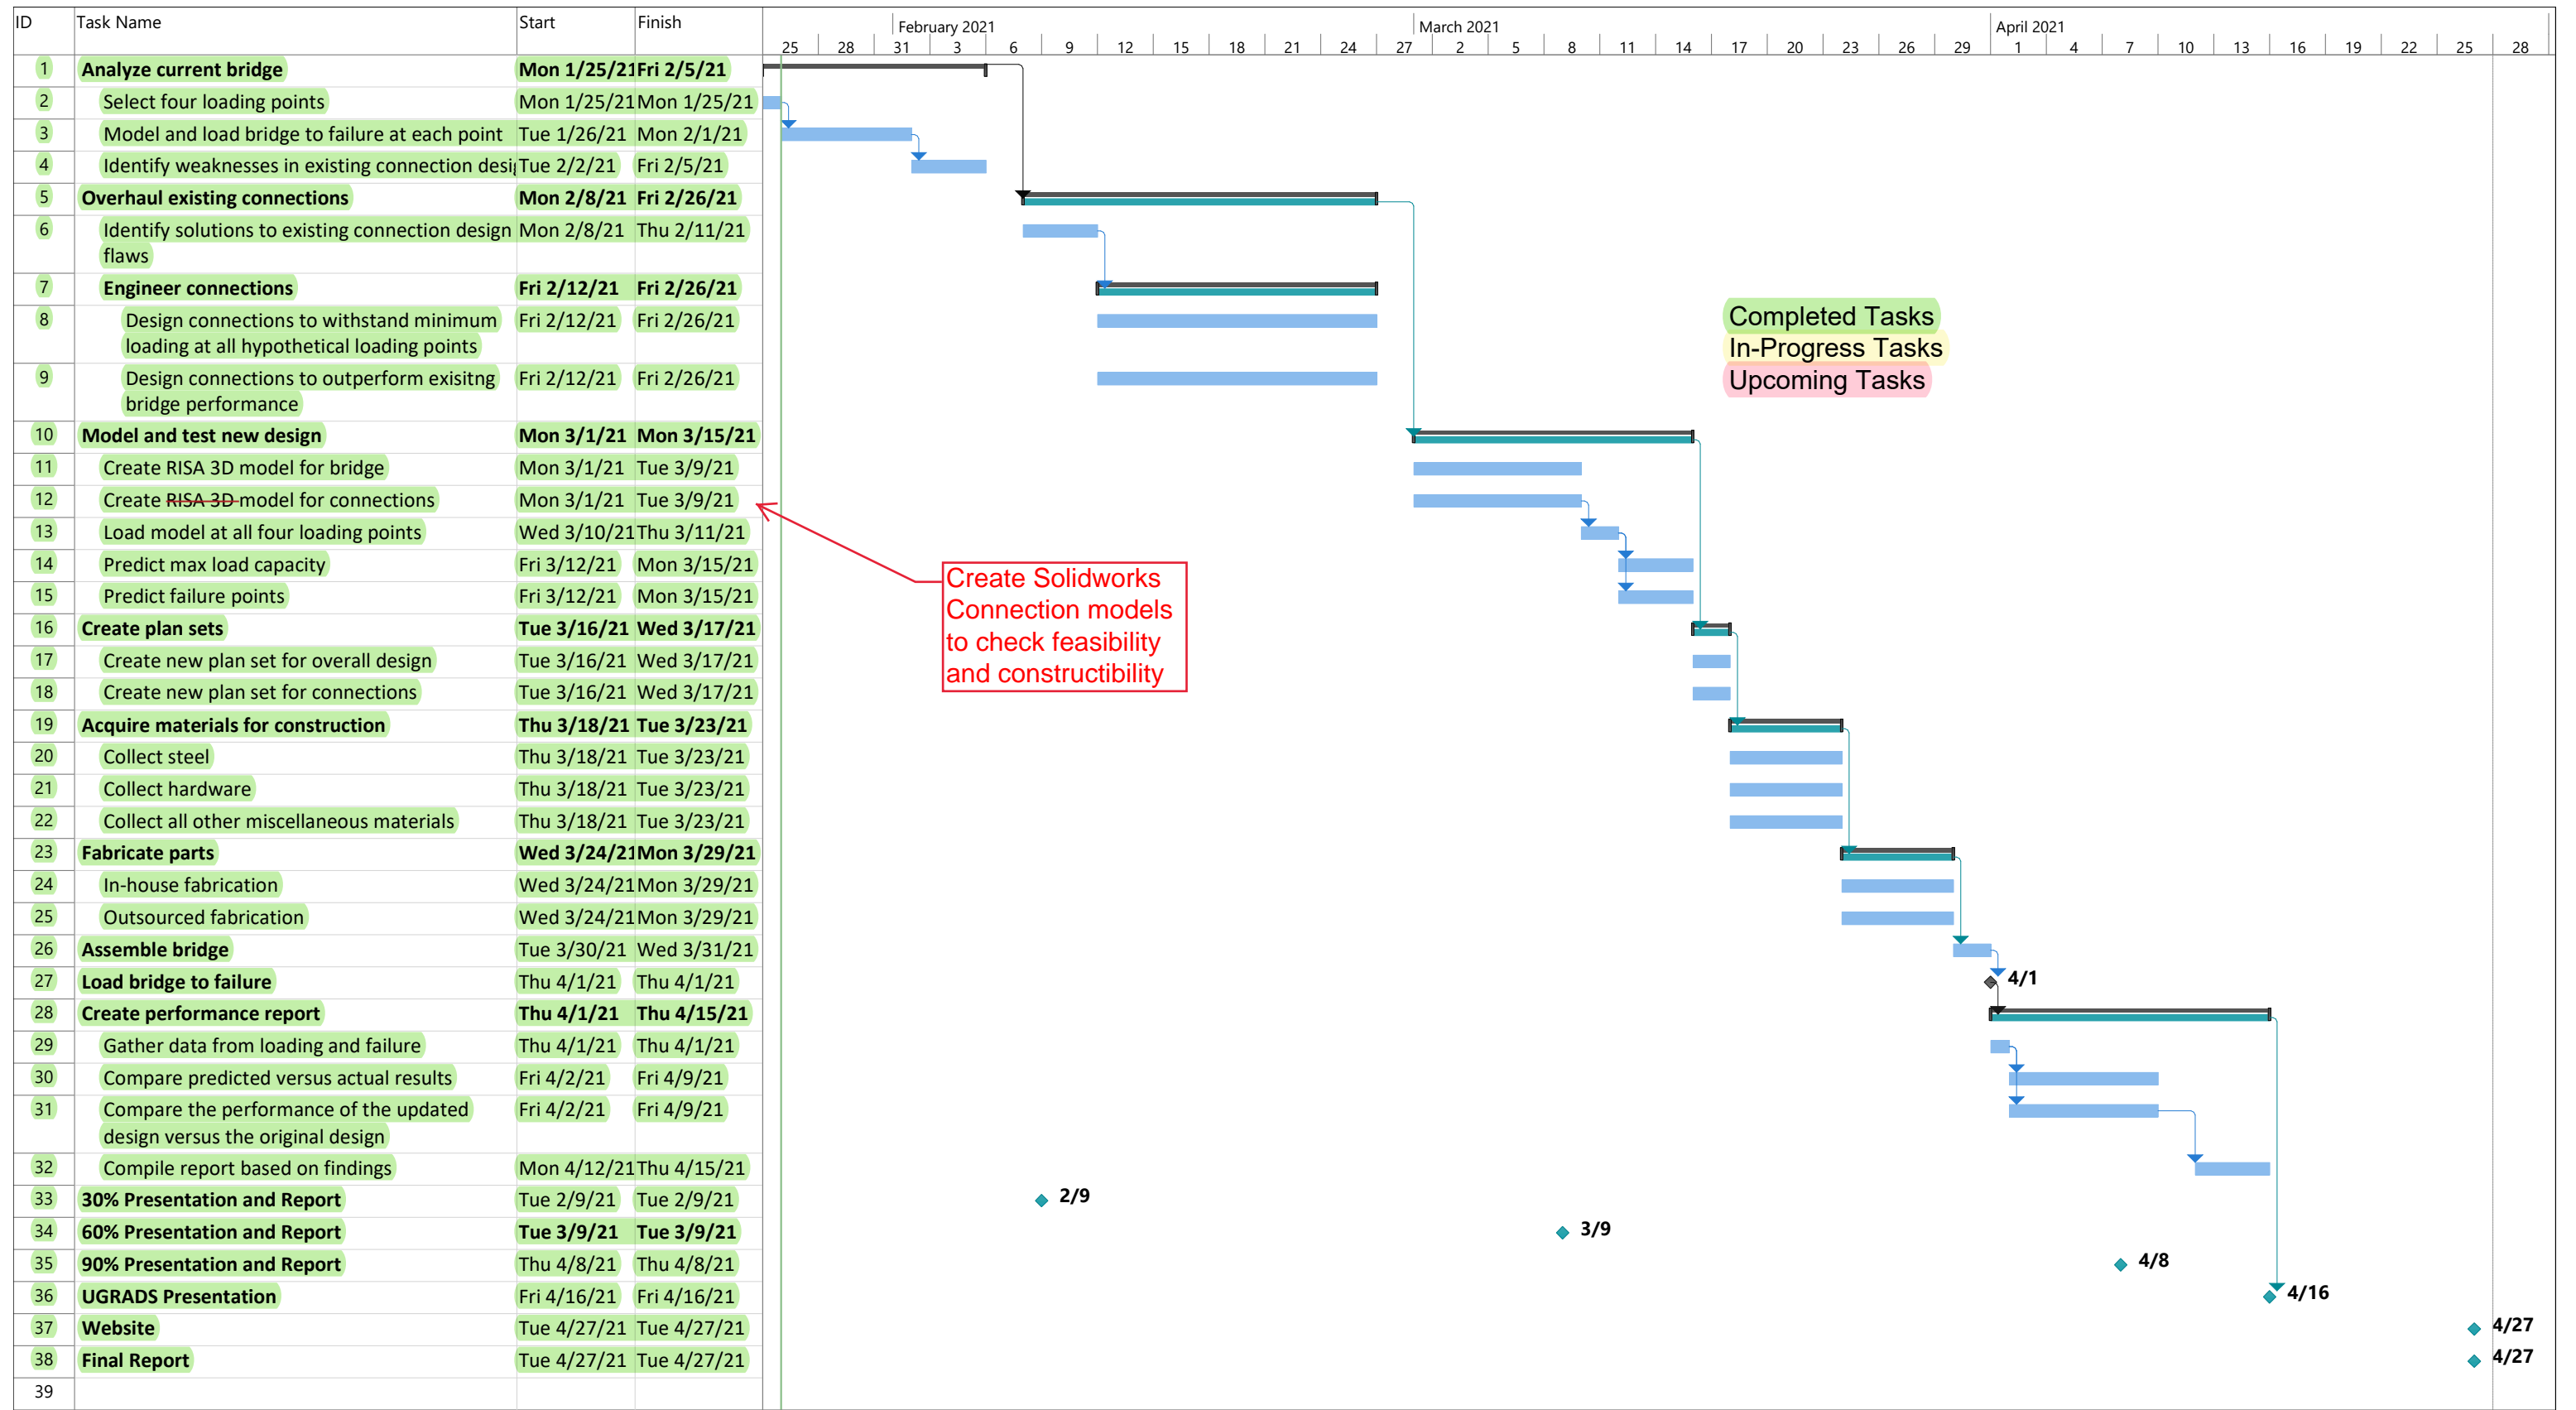 ID Task Name Start Finish February 2021 March 2021 April 2021
25 28 31 3 6 9 12 15 18 21 24 27 2 5 8 11 14 17 20 23 26 29 1 4 7 10 13 16 19 22 25 28
1 Analyze current bridge Mon 1/25/21 Fri 2/5/21
2 Select four loading points Mon 1/25/21 Mon 1/25/21
3 Model and load bridge to failure at each point Tue 1/26/21 Mon 2/1/21
4 Identify weaknesses in existing connection desig Tue 2/2/21 Fri 2/5/21
5 Overhaul existing connections Mon 2/8/21 Fri 2/26/21
6 Identify solutions to existing connection design Mon 2/8/21 Thu 2/11/21
flaws
7 Engineer connections Fri 2/12/21 Fri 2/26/21
8 Design connections to withstand minimum Fri 2/12/21 Fri 2/26/21
loading at all hypothetical loading points
9 Design connections to outperform exisitng Fri 2/12/21 Fri 2/26/21
bridge performance
Completed Tasks
In-Progress Tasks
Upcoming Tasks
10 Model and test new design Mon 3/1/21 Mon 3/15/21
11 Create RISA 3D model for bridge Mon 3/1/21 Tue 3/9/21
12 Create RISA 3D model for connections Mon 3/1/21 Tue 3/9/21
13 Load model at all four loading points Wed 3/10/21 Thu 3/11/21
14 Predict max load capacity Fri 3/12/21 Mon 3/15/21
15 Predict failure points Fri 3/12/21 Mon 3/15/21
Create Solidworks
Connection models
to check feasibility
and constructibility
16 Create plan sets Tue 3/16/21 Wed 3/17/21
17 Create new plan set for overall design Tue 3/16/21 Wed 3/17/21
18 Create new plan set for connections Tue 3/16/21 Wed 3/17/21
19 Acquire materials for construction Thu 3/18/21 Tue 3/23/21
20 Collect steel Thu 3/18/21 Tue 3/23/21
21 Collect hardware Thu 3/18/21 Tue 3/23/21
22 Collect all other miscellaneous materials Thu 3/18/21 Tue 3/23/21
23 Fabricate parts Wed 3/24/21 Mon 3/29/21
24 In-house fabrication Wed 3/24/21 Mon 3/29/21
25 Outsourced fabrication Wed 3/24/21 Mon 3/29/21
26 Assemble bridge Tue 3/30/21 Wed 3/31/21
27 Load bridge to failure Thu 4/1/21 Thu 4/1/21 4/1
28 Create performance report Thu 4/1/21 Thu 4/15/21
29 Gather data from loading and failure Thu 4/1/21 Thu 4/1/21
30 Compare predicted versus actual results Fri 4/2/21 Fri 4/9/21
31 Compare the performance of the updated Fri 4/2/21 Fri 4/9/21
design versus the original design
32 Compile report based on findings Mon 4/12/21 Thu 4/15/21
33 30% Presentation and Report Tue 2/9/21 Tue 2/9/21 2/9
34 60% Presentation and Report Tue 3/9/21 Tue 3/9/21 3/9
35 90% Presentation and Report Thu 4/8/21 Thu 4/8/21 4/8
36 UGRADS Presentation Fri 4/16/21 Fri 4/16/21 4/16
37 Website Tue 4/27/21 Tue 4/27/21 4/27
38 Final Report Tue 4/27/21 Tue 4/27/21 4/27
39